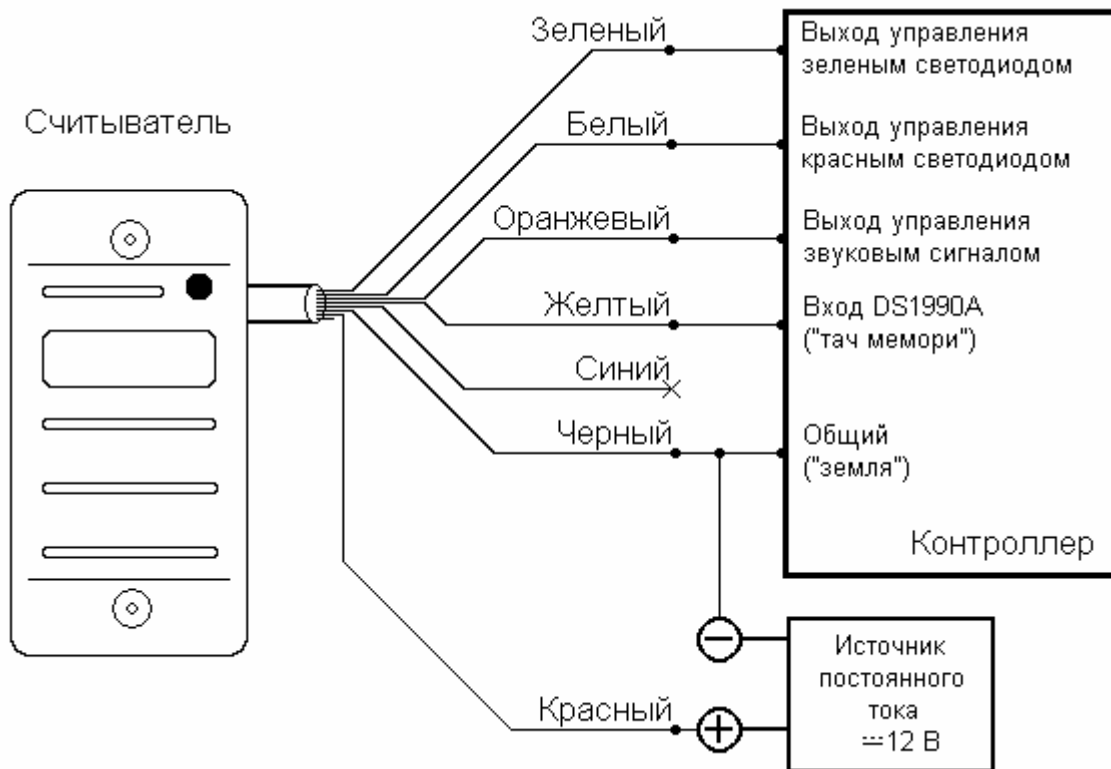 Зеленый
Выход управления
зеленым светодиодом
Считыватель
Белый
Выход управления
красным светодиодом
Оранжевый
Выход управления
звуковым сигналом
Желтый
Вход DS1990A
("тач мемори")
Синий
Черный
Общий
("земля")
Контроллер
Источник
постоянного
тока
⎓12 В
Красный